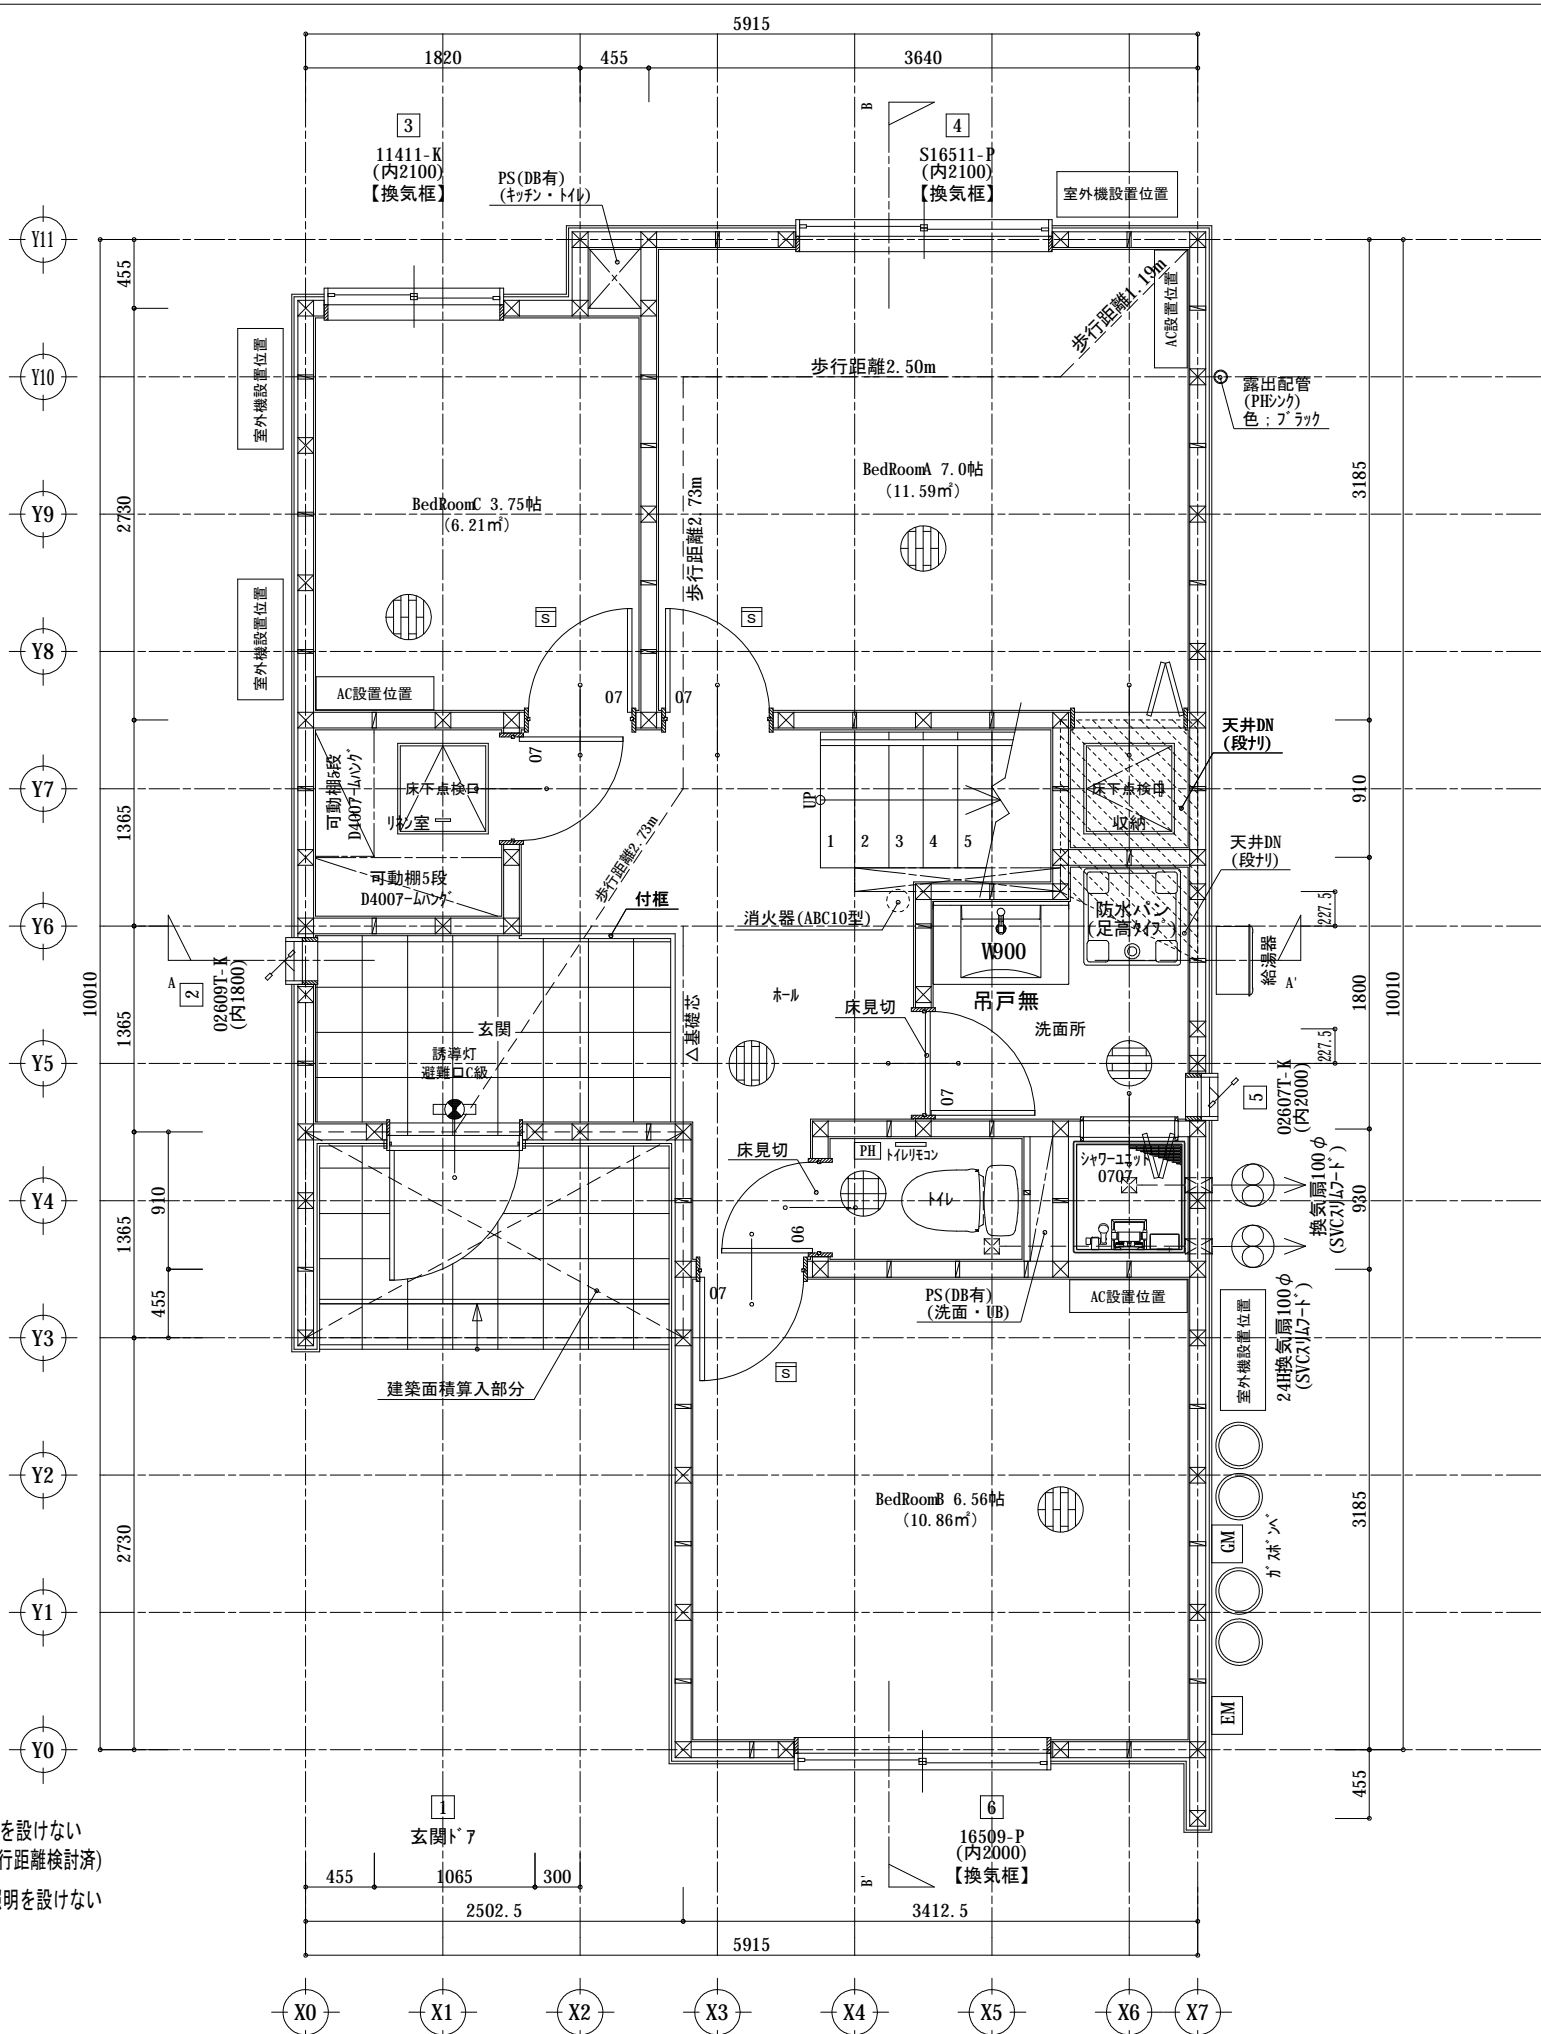 5915
1820
455
3640
3
11411-K
(内2100)
【換気框】
PS(DB有)
(ｷｯﾁﾝ・ﾄｲﾚ)
B
4
S16511-P
(内2100)
【換気框】
室外機設置位置
Y11
Y10
Y9
Y8
Y7
Y6
Y5
Y4
Y3
Y2
Y1
Y0
455
2730
1365
1365
1365
910
455
2730
10010
室外機設置位置
室外機設置位置
歩行距離1.19m
AC設置位置
歩行距離2.50m
歩行距離2.73m
露出配管
(PHｼﾝｸ)
色；ﾌﾞﾗｯｸ
BedRoomC 3.75帖
(6.21㎡)
BedRoomA 7.0帖
(11.59㎡)
S
S
07
07
AC設置位置
07
可動棚5段
D400ｱｰﾑﾊﾝｸﾞ
床下点検口
ﾘﾈﾝ室
可動棚5段
D400ｱｰﾑﾊﾝｸﾞ
歩行距離2.73m
付框
UP
1
2
3
4
5
床下点検口
収納
天井DN
(段ﾅﾘ)
天井DN
(段ﾅﾘ)
消火器(ABC10型)
W900
吊戸無
防水パン
(足高ﾀｲﾌﾟ)
給湯器
A
A'
2
02609T-K
(内1800)
玄関
誘導灯
避難口C級
△基礎芯
ﾎｰﾙ
床見切
洗面所
07
5
02607T-K
(内2000)
床見切
PH
ﾄｲﾚﾘﾓｺﾝ
ﾄｲﾚ
06
ｼｬﾜｰﾕﾆｯﾄ
0707
換気扇100φ
(SVCｽﾘﾑﾌｰﾄﾞ)
24H換気扇100φ
(SVCｽﾘﾑﾌｰﾄﾞ)
07
PS(DB有)
(洗面・UB)
AC設置位置
室外機設置位置
S
建築面積算入部分
BedRoomB 6.56帖
(10.86㎡)
GM
ｶﾞｽﾎﾞﾝﾍﾞ
EM
3185
910
227.5
1800
227.5
930
3185
455
10010
を設けない
行距離検討済)
明を設けない
1
玄関ﾄﾞｱ
6
16509-P
(内2000)
【換気框】
B'
455
1065
300
2502.5
3412.5
5915
X0
X1
X2
X3
X4
X5
X6
X7